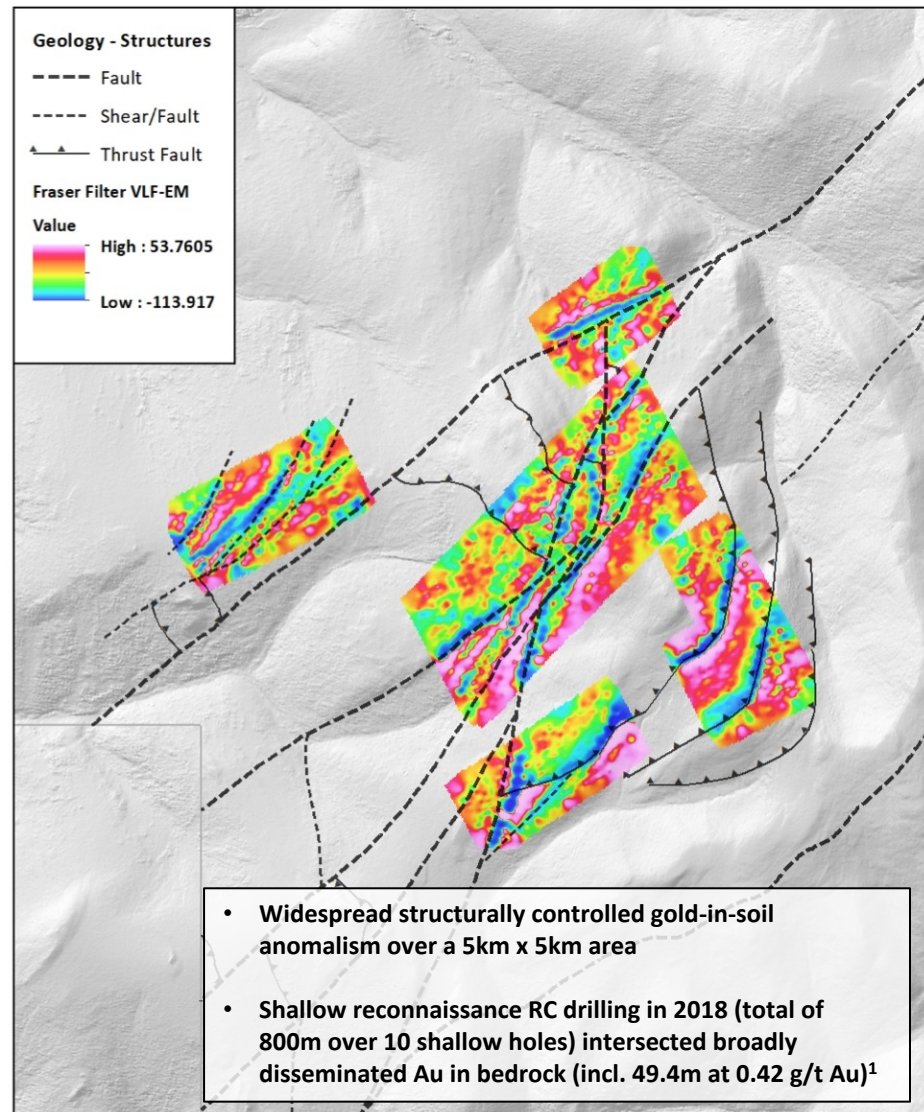 Geology - Structures
Fault
Shear/Fault
Thrust Fault
Fraser Filter VLF-EM
Value
High : 53.7605
Low : -113.917
• Widespread structurally controlled gold-in-soil
anomalism over a 5km x 5km area
• Shallow reconnaissance RC drilling in 2018 (total of
800m over 10 shallow holes) intersected broadly
disseminated Au in bedrock (incl. 49.4m at 0.42 g/t Au)¹